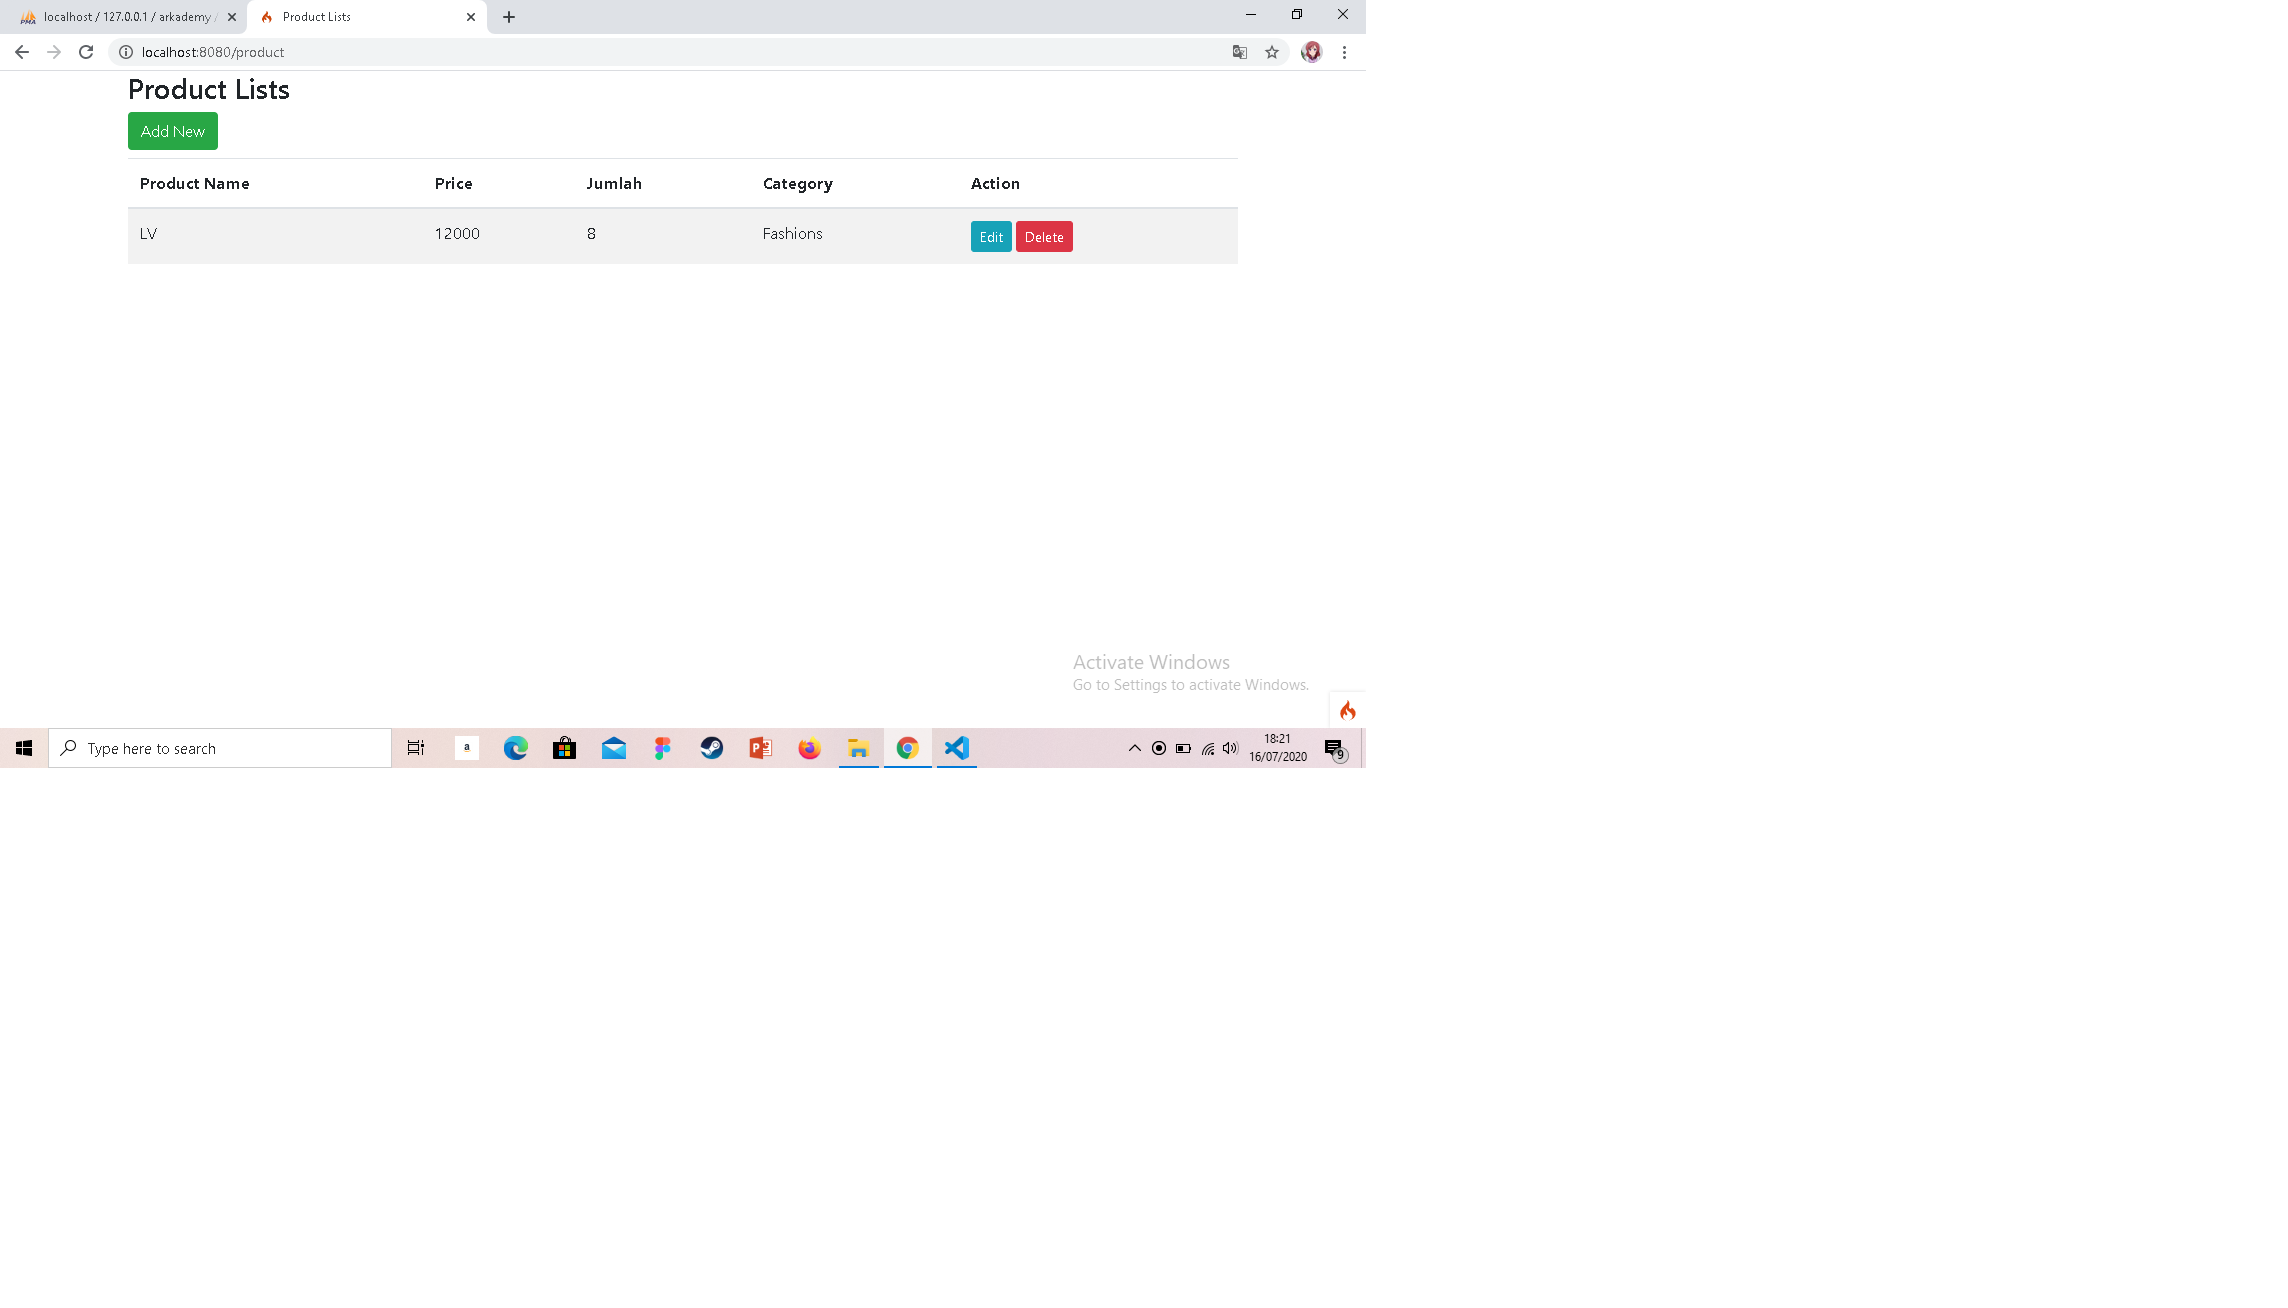 localhost / 127.0.0.1 / arkademy /
Product Lists
localhost:8080/product
Product Lists
Add New
Product Name Price Jumlah Category Action
LV 12000 8 Fashions Edit Delete
Activate Windows
Go to Settings to activate Windows.
Type here to search
18:21
16/07/2020
9